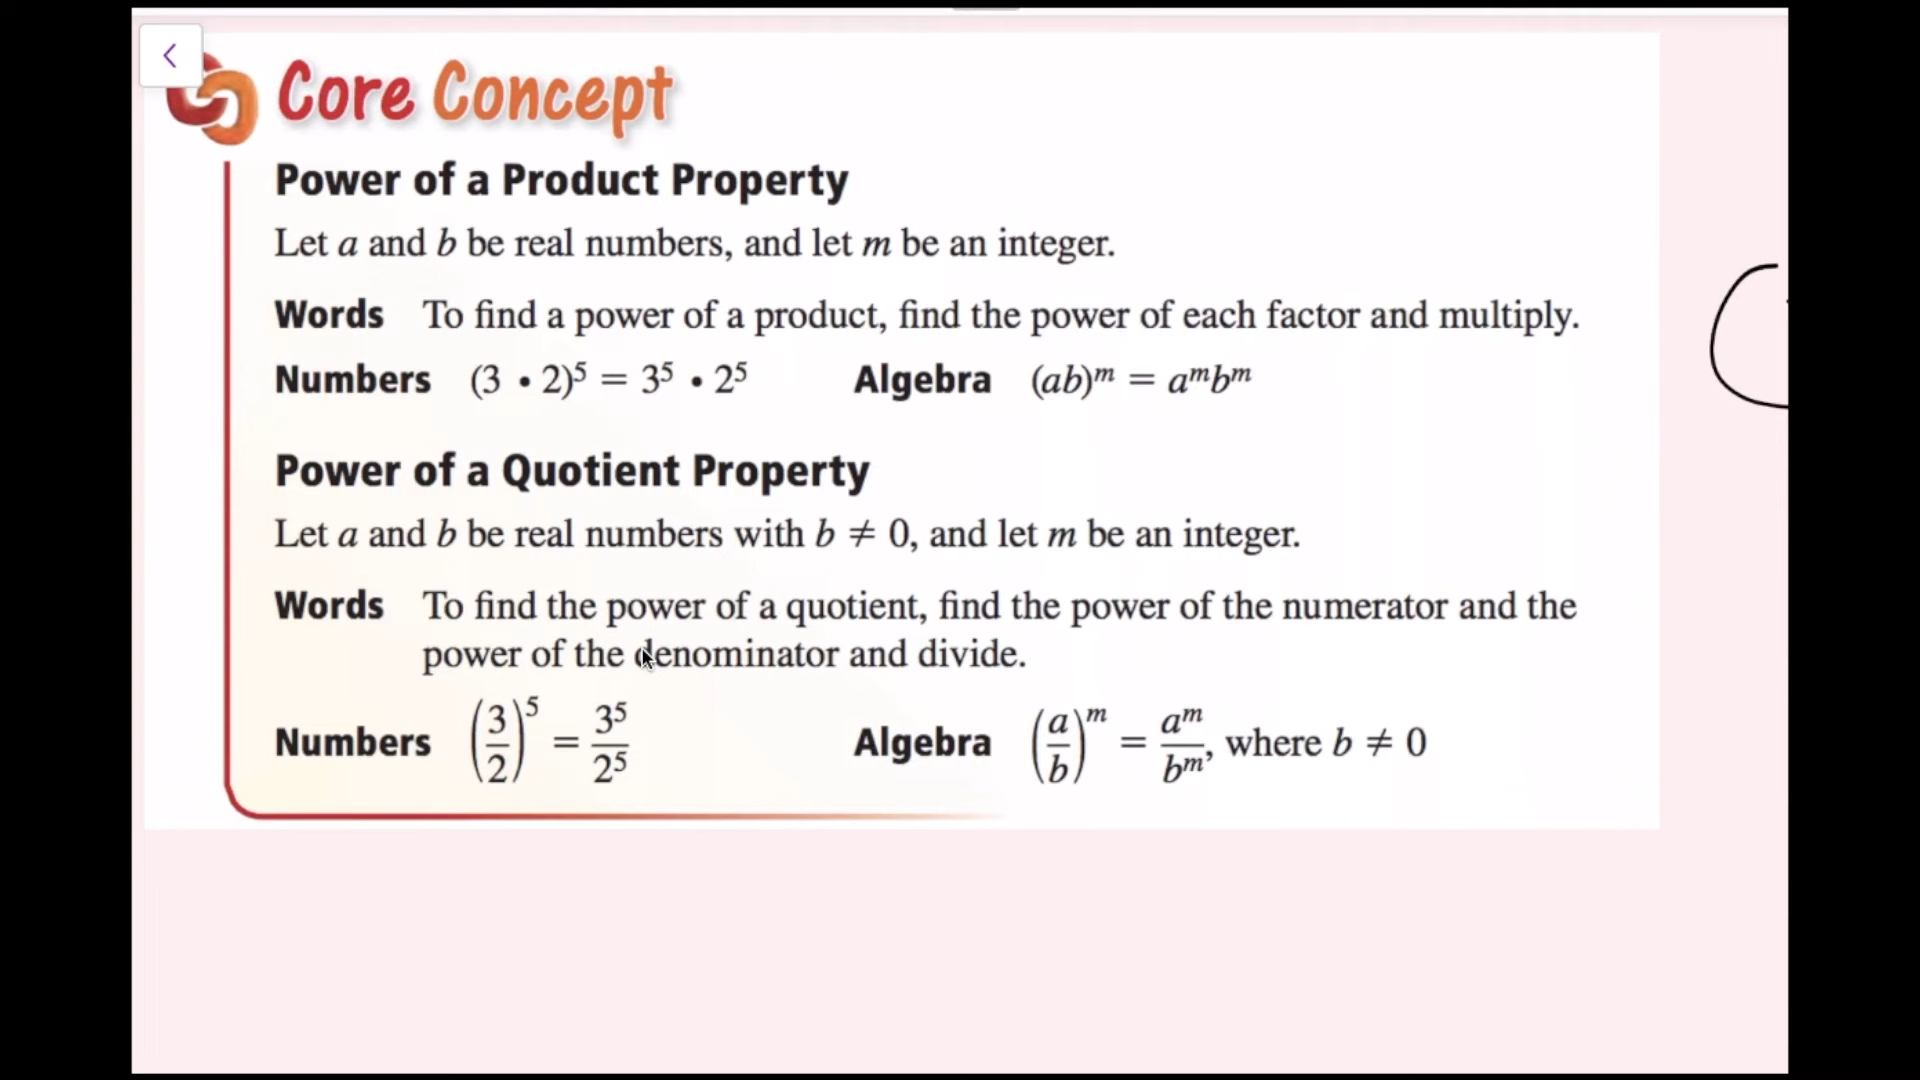 Core Concept
Power of a Product Property
Let a and b be real numbers, and let m be an integer.
Words To find a power of a product, find the power of each factor and multiply.
Numbers (3 • 2)⁵ = 3⁵ • 2⁵ Algebra (ab)ᵐ = aᵐbᵐ
Power of a Quotient Property
Let a and b be real numbers with b ≠ 0, and let m be an integer.
Words To find the power of a quotient, find the power of the numerator and the
power of the denominator and divide.
Numbers (3/2)⁵ = 3⁵/2⁵ Algebra (a/b)ᵐ = aᵐ/bᵐ, where b ≠ 0